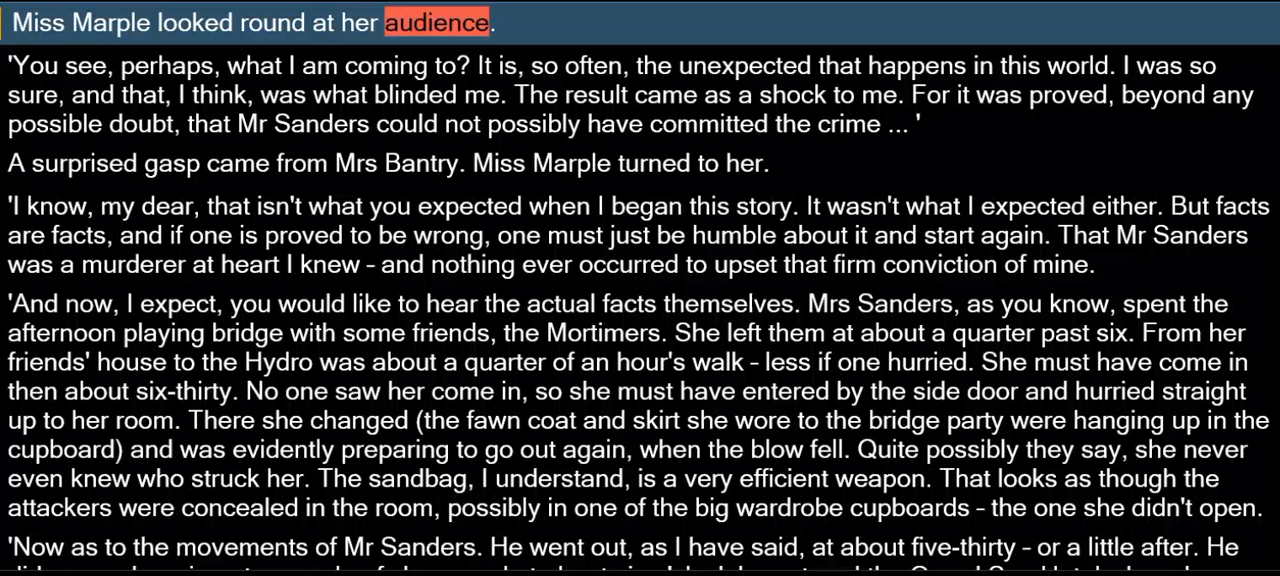 Miss Marple looked round at her audience.
'You see, perhaps, what I am coming to? It is, so often, the unexpected that happens in this world. I was so
sure, and that, I think, was what blinded me. The result came as a shock to me. For it was proved, beyond any
possible doubt, that Mr Sanders could not possibly have committed the crime ... '
A surprised gasp came from Mrs Bantry. Miss Marple turned to her.
'I know, my dear, that isn't what you expected when I began this story. It wasn't what I expected either. But facts
are facts, and if one is proved to be wrong, one must just be humble about it and start again. That Mr Sanders
was a murderer at heart I knew - and nothing ever occurred to upset that firm conviction of mine.
'And now, I expect, you would like to hear the actual facts themselves. Mrs Sanders, as you know, spent the
afternoon playing bridge with some friends, the Mortimers. She left them at about a quarter past six. From her
friends' house to the Hydro was about a quarter of an hour's walk - less if one hurried. She must have come in
then about six-thirty. No one saw her come in, so she must have entered by the side door and hurried straight
up to her room. There she changed (the fawn coat and skirt she wore to the bridge party were hanging up in the
cupboard) and was evidently preparing to go out again, when the blow fell. Quite possibly they say, she never
even knew who struck her. The sandbag, I understand, is a very efficient weapon. That looks as though the
attackers were concealed in the room, possibly in one of the big wardrobe cupboards - the one she didn't open.
'Now as to the movements of Mr Sanders. He went out, as I have said, at about five-thirty - or a little after. He